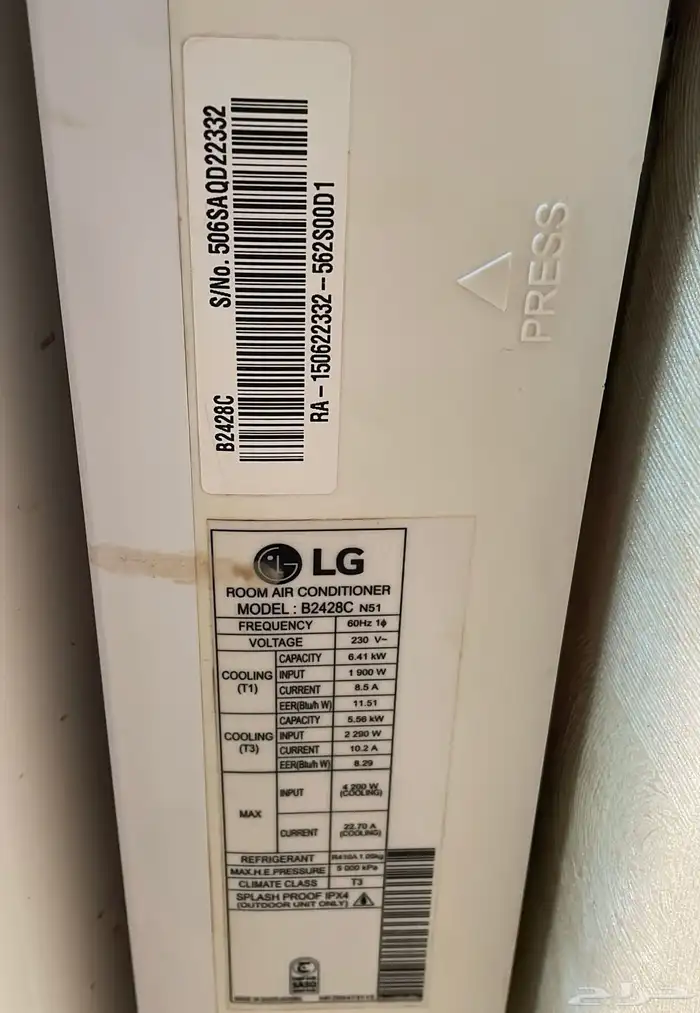 S/No. 506SAQD22332
B2428C
RA-150622332-562S00D1
PRESS
LG
ROOM AIR CONDITIONER
MODEL : B2428C N51
FREQUENCY 60Hz 1ϕ
VOLTAGE 230 V~
COOLING (T1)
CAPACITY 6.41 kW
INPUT 1 900 W
CURRENT 8.5 A
EER(Btu/h W) 11.51
COOLING (T3)
CAPACITY 5.56 kW
INPUT 2 290 W
CURRENT 10.2 A
EER(Btu/h W) 8.29
MAX
INPUT 4 200 W (COOLING)
CURRENT 22.70 A (COOLING)
REFRIGERANT R410A
MAX.H.E.PRESSURE 5 000 kPa
CLIMATE CLASS T3
SPLASH PROOF IPX4
(OUTDOOR UNIT ONLY)
SASO
حراج